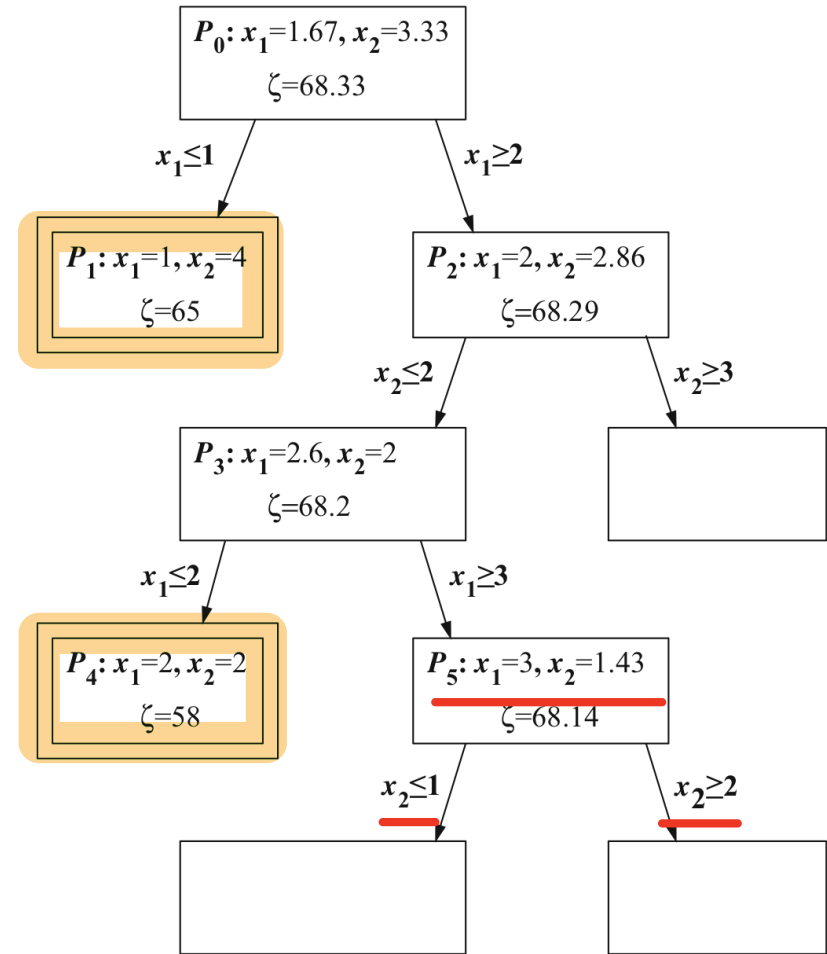 P₀: x₁=1.67, x₂=3.33
ζ=68.33
x₁≤1
x₁≥2
P₁: x₁=1, x₂=4
ζ=65
P₂: x₁=2, x₂=2.86
ζ=68.29
x₂≤2
x₂≥3
P₃: x₁=2.6, x₂=2
ζ=68.2
x₁≤2
x₁≥3
P₄: x₁=2, x₂=2
ζ=58
P₅: x₁=3, x₂=1.43
ζ=68.14
x₂≤1
x₂≥2